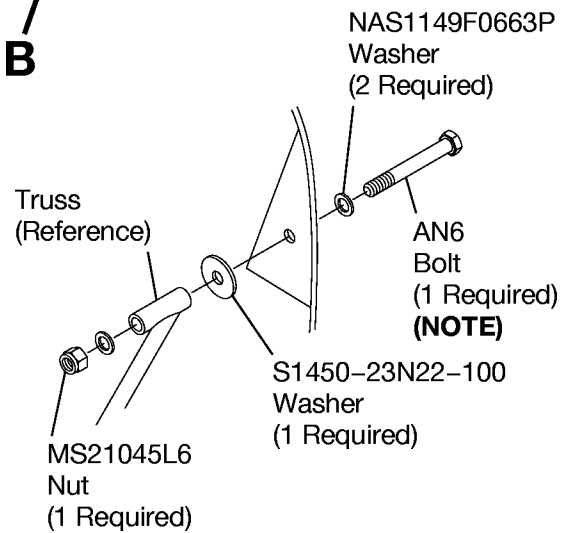 B
NAS1149F0663P
Washer
(2 Required)
Truss
(Reference)
AN6
Bolt
(1 Required)
(NOTE)
S1450-23N22-100
Washer
(1 Required)
MS21045L6
Nut
(1 Required)